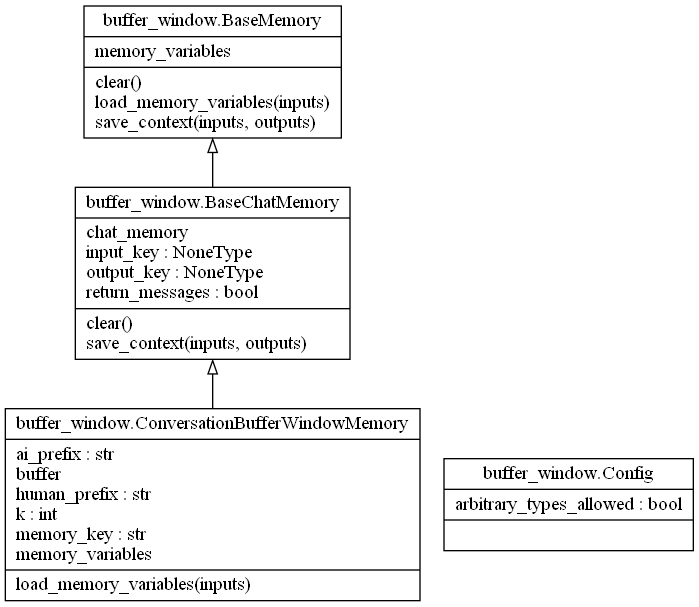 buffer_window.BaseMemory
memory_variables
clear()
load_memory_variables(inputs)
save_context(inputs, outputs)
buffer_window.BaseChatMemory
chat_memory
input_key : NoneType
output_key : NoneType
return_messages : bool
clear()
save_context(inputs, outputs)
buffer_window.ConversationBufferWindowMemory
ai_prefix : str
buffer
human_prefix : str
k : int
memory_key : str
memory_variables
load_memory_variables(inputs)
buffer_window.Config
arbitrary_types_allowed : bool